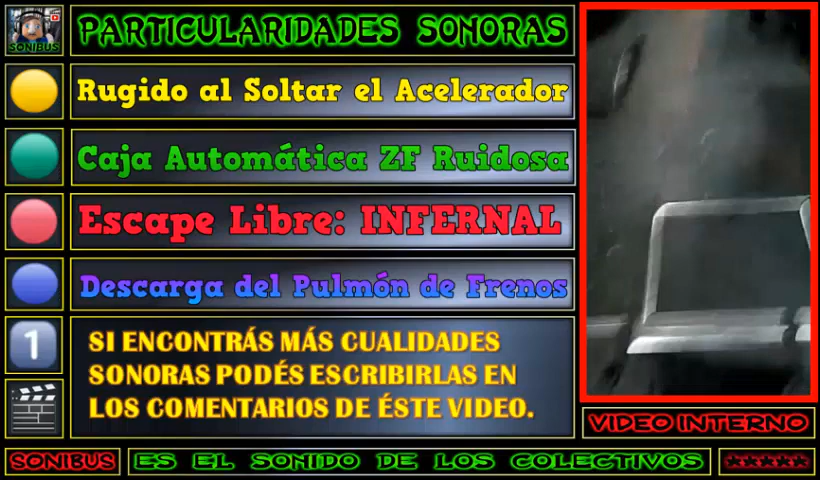 SONIBUS
PARTICULARIDADES SONORAS
Rugido al Soltar el Acelerador
Caja Automática ZF Ruidosa
Escape Libre: INFERNAL
Descarga del Pulmón de Frenos
1
SI ENCONTRÁS MÁS CUALIDADES
SONORAS PODÉS ESCRIBIRLAS EN
LOS COMENTARIOS DE ÉSTE VIDEO.
VIDEO INTERNO
SONIBUS
ES EL SONIDO DE LOS COLECTIVOS
*****